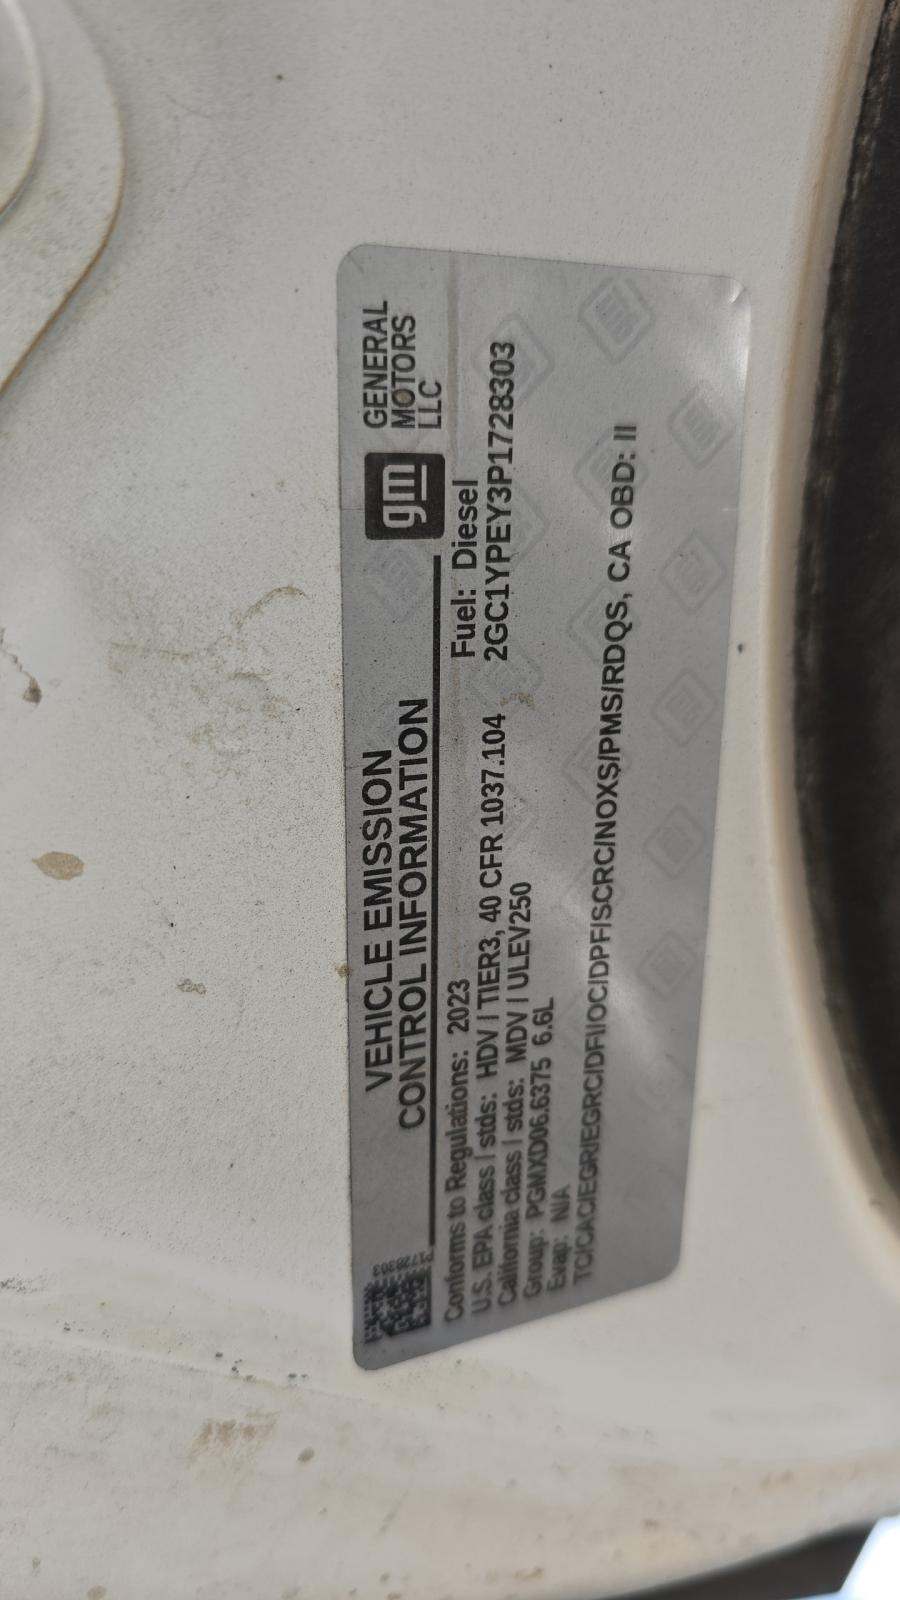 VEHICLE EMISSION
CONTROL INFORMATION
gm
GENERAL
MOTORS
LLC
P1728303
Conforms to Regulations: 2023
Fuel: Diesel
U.S. EPA class / stds: HDV / TIER3, 40 CFR 1037.104
2GC1YPEY3P1728303
California class / stds: MDV / ULEV250
Group: PGMXD06.6375 6.6L
Evap: N/A
TC/CAC/EGR/EGRC/DFI/OC/DPF/SCRC/NOXS/PMS/RDQS, CA OBD: II